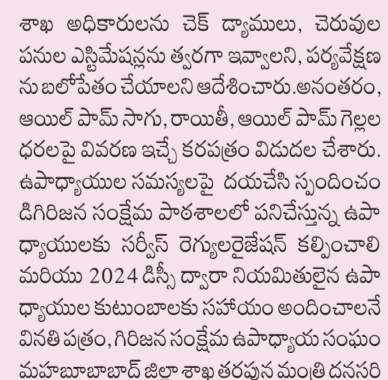 శాఖ అధికారులను చెక్ డ్యాములు, చెరువుల
పనుల ఎస్టిమేషన్లను త్వరగా ఇవ్వాలని, పర్యవేక్షణ
ను బలోపేతం చేయాలని ఆదేశించారు.అనంతరం,
ఆయిల్ పామ్ సాగు, రాయితీ, ఆయిల్ పామ్ గెల్లల
ధరలపై వివరణ ఇచ్చే కరపత్రం విడుదల చేశారు.
ఉపాధ్యాయుల సమస్యలపై దయచేసి స్పందించం
డిగిరిజన సంక్షేమ పాఠశాలలో పనిచేస్తున్న ఉపా
ధ్యాయులకు సర్వీస్ రెగ్యులరైజేషన్ కల్పించాలి
మరియు 2024 డిస్సీ ద్వారా నియమితులైన ఉపా
ధ్యాయుల కుటుంబాలకు సహాయం అందించాలనే
వినతి పత్రం, గిరిజన సంక్షేమ ఉపాధ్యాయ సంఘం
మహబూబాబాద్ జిల్లా శాఖ తరపున మంత్రి దనసరి